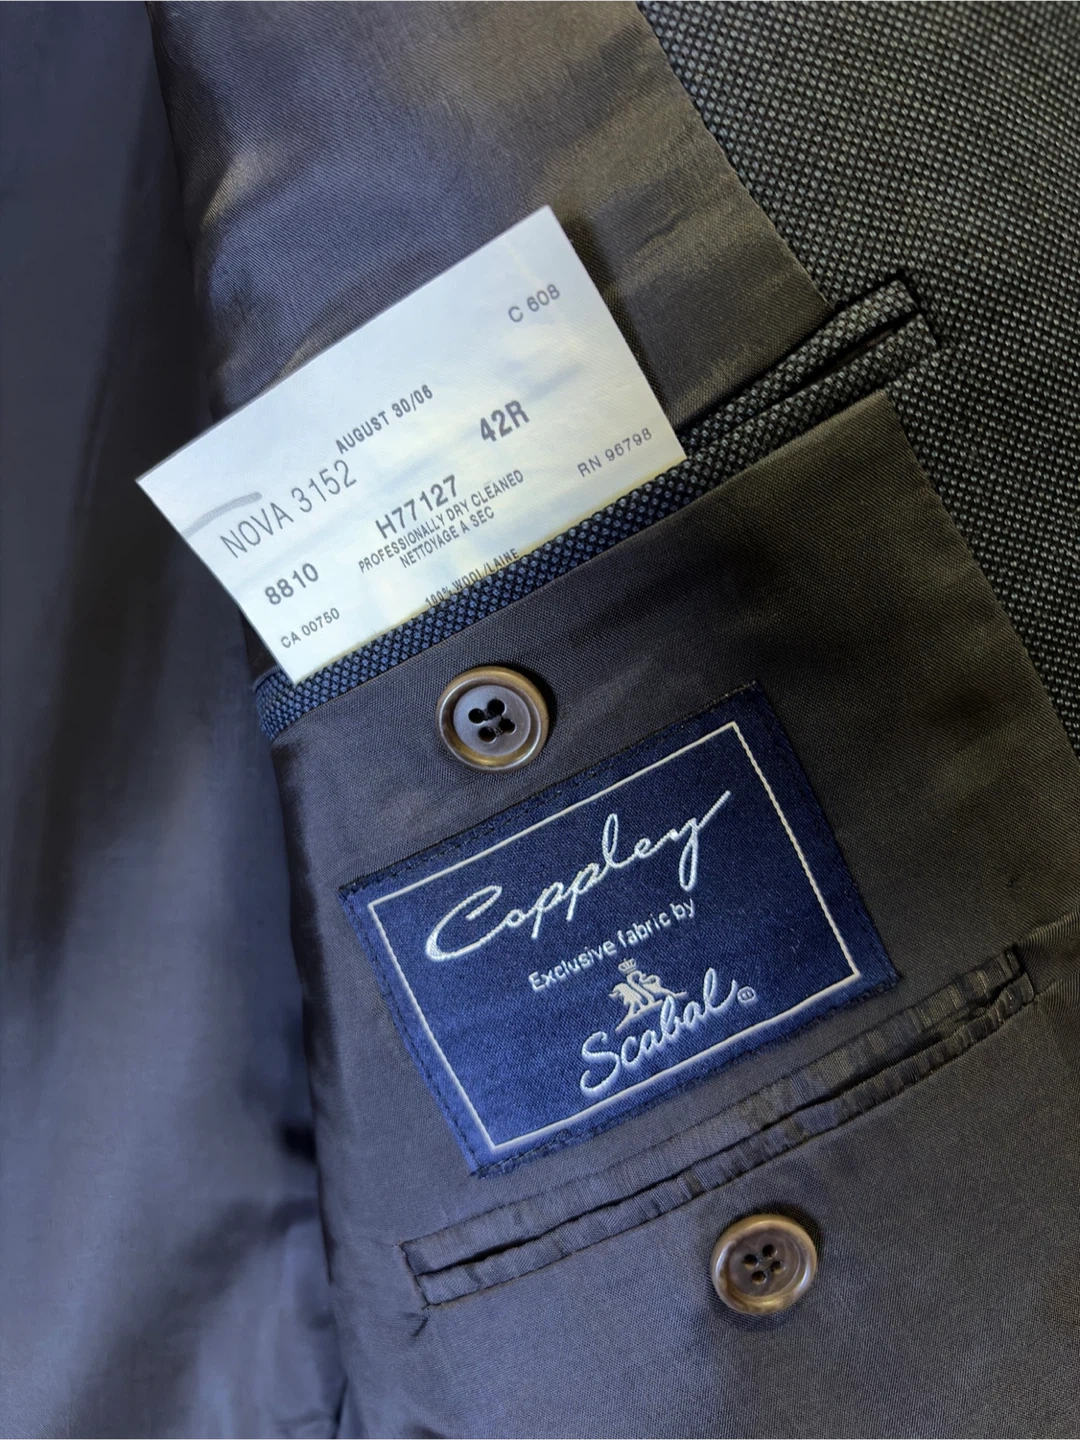 C 608
AUGUST 30/06
NOVA 3152
42R
H77127
8810
PROFESSIONALLY DRY CLEANED
NETTOYAGE A SEC
RN 96798
CA 00750
100% WOOL/LAINE
Coppley
Exclusive fabric by
Scabal